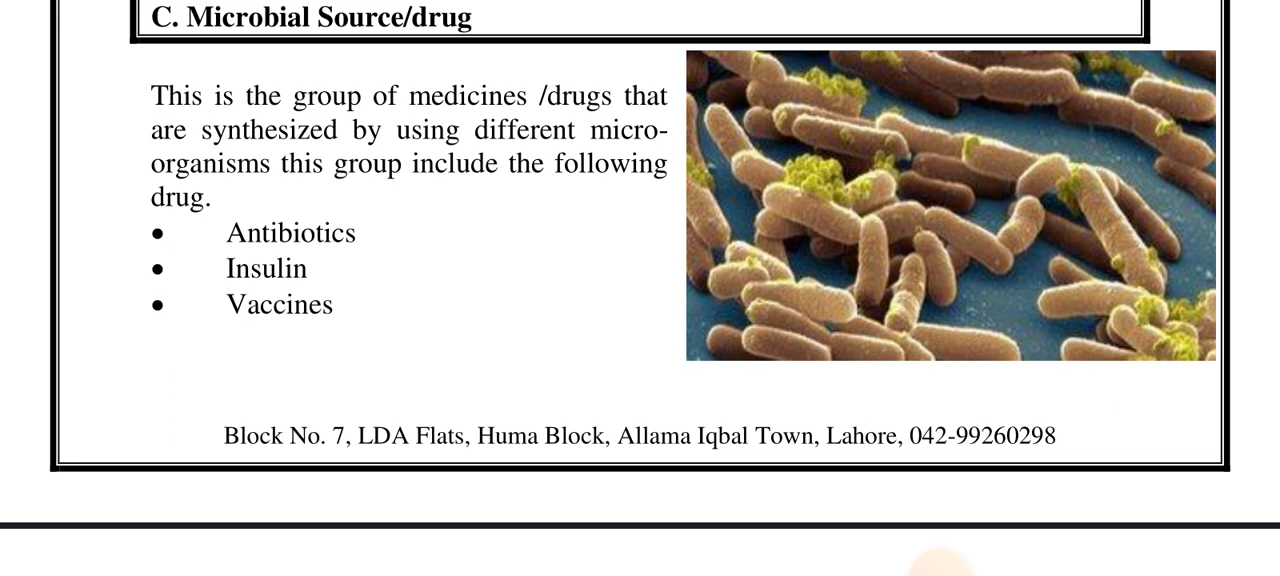 C. Microbial Source/drug
This is the group of medicines /drugs that
are synthesized by using different micro-
organisms this group include the following
drug.
• Antibiotics
• Insulin
• Vaccines
Block No. 7, LDA Flats, Huma Block, Allama Iqbal Town, Lahore, 042-99260298